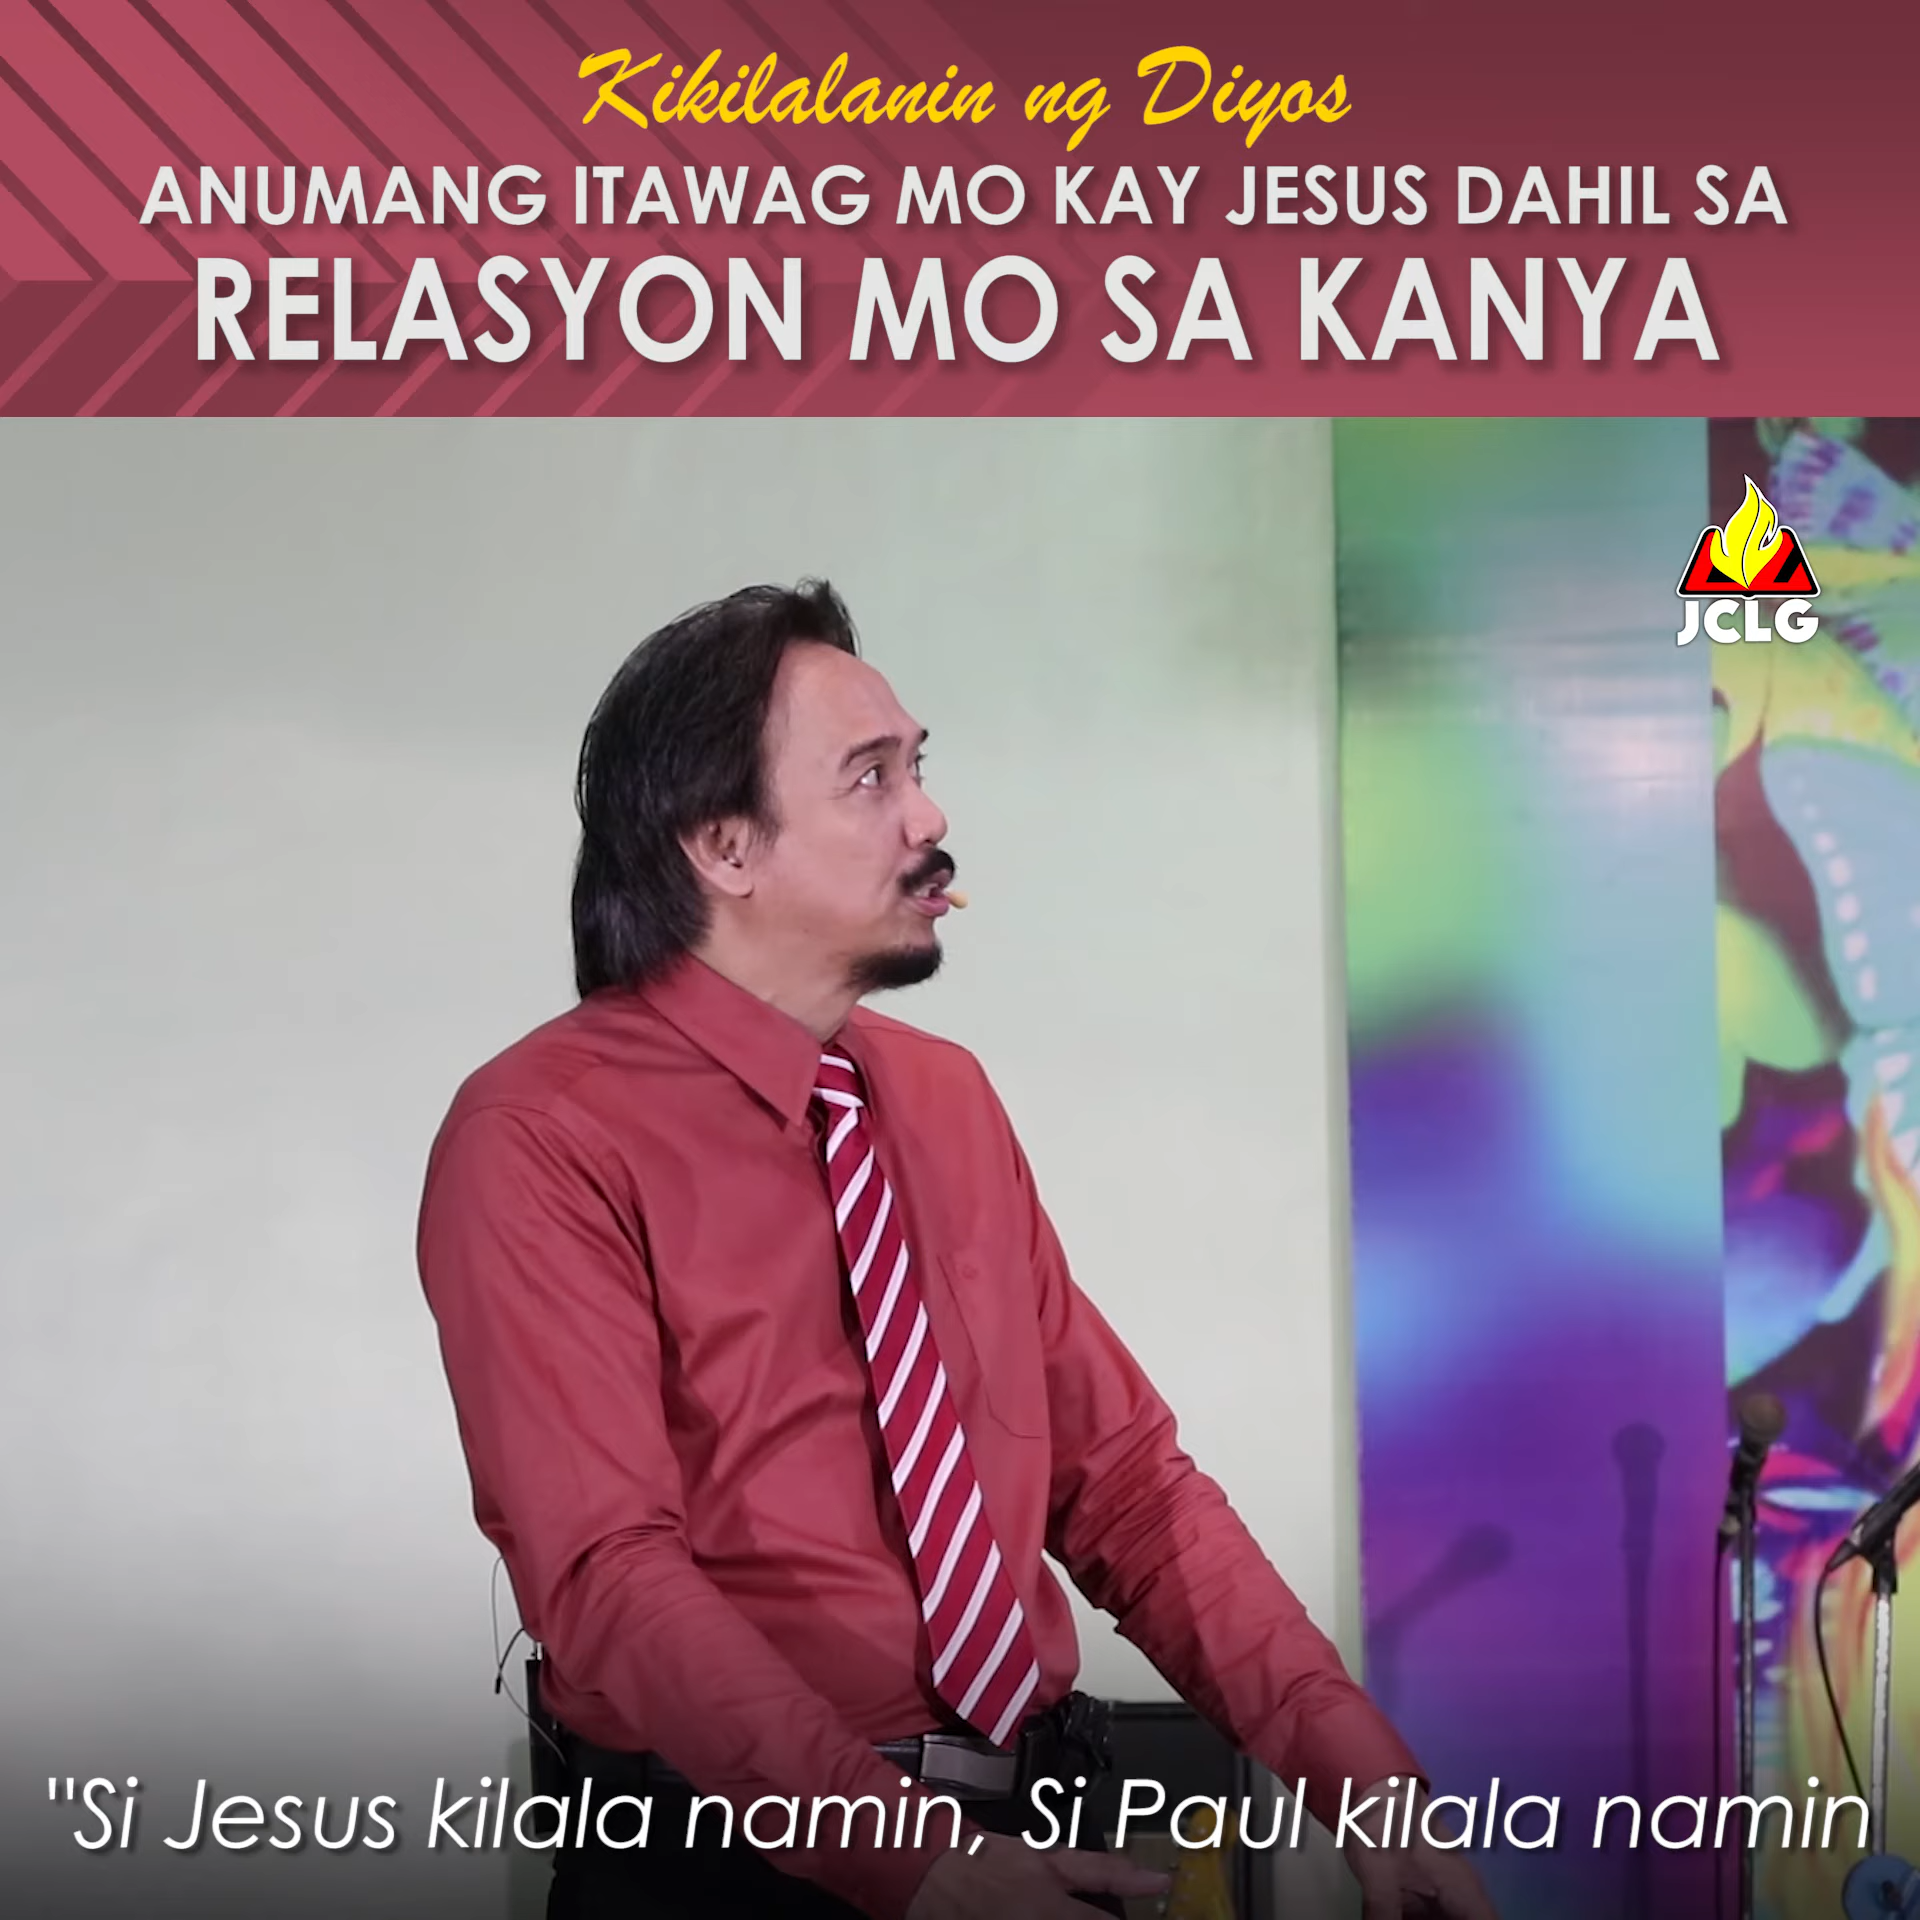 Kikilalanin ng Diyos
ANUMANG ITAWAG MO KAY JESUS DAHIL SA
RELASYON MO SA KANYA
JCLG
"Si Jesus kilala namin, Si Paul kilala namin